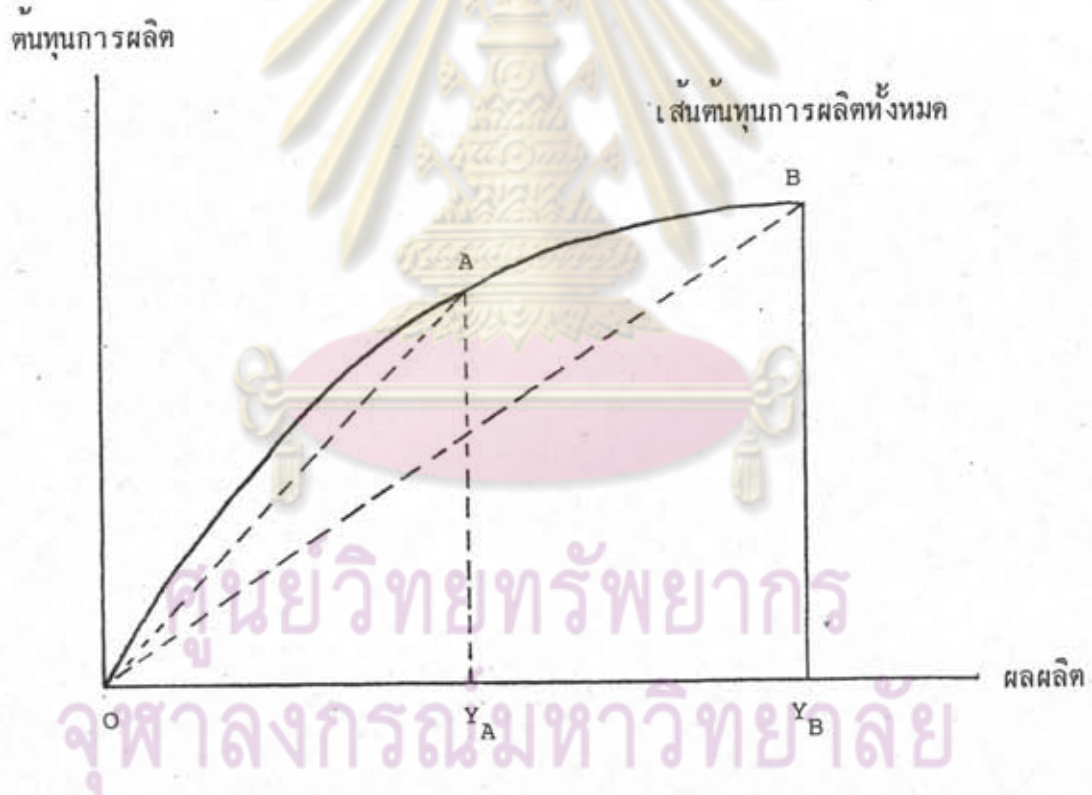 ต้นทุนการผลิต
เส้นต้นทุนการผลิตทั้งหมด
B
A
ผลผลิต
O
Y_A
Y_B
ศูนย์วิทยทรัพยากร
จุฬาลงกรณ์มหาวิทยาลัย